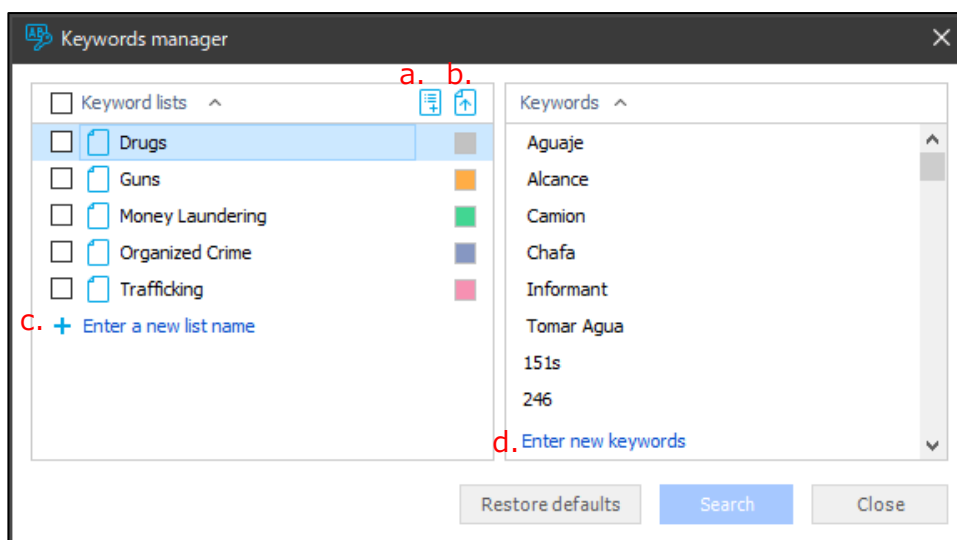 Keywords manager
a. b.
Keyword lists
Drugs
Guns
Money Laundering
Organized Crime
Trafficking
c. + Enter a new list name
Keywords
Aguaje
Alcance
Camion
Chafa
Informant
Tomar Agua
151s
246
d. Enter new keywords
Restore defaults Search Close